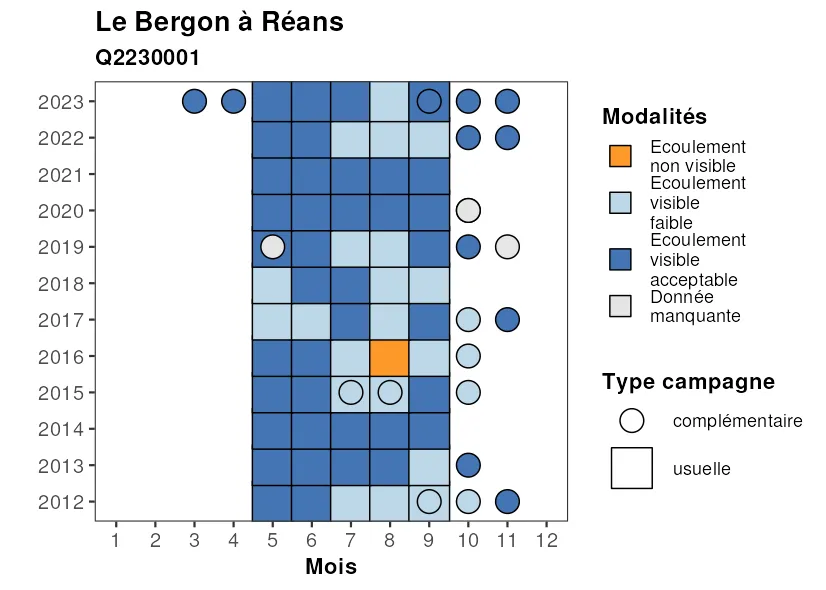 Le Bergon à Réans
Q2230001
2023
2022
2021
2020
2019
2018
2017
2016
2015
2014
2013
2012
1 2 3 4 5 6 7 8 9 10 11 12
Mois
Modalités
Ecoulement
non visible
Ecoulement
visible
faible
Ecoulement
visible
acceptable
Donnée
manquante
Type campagne
complémentaire
usuelle